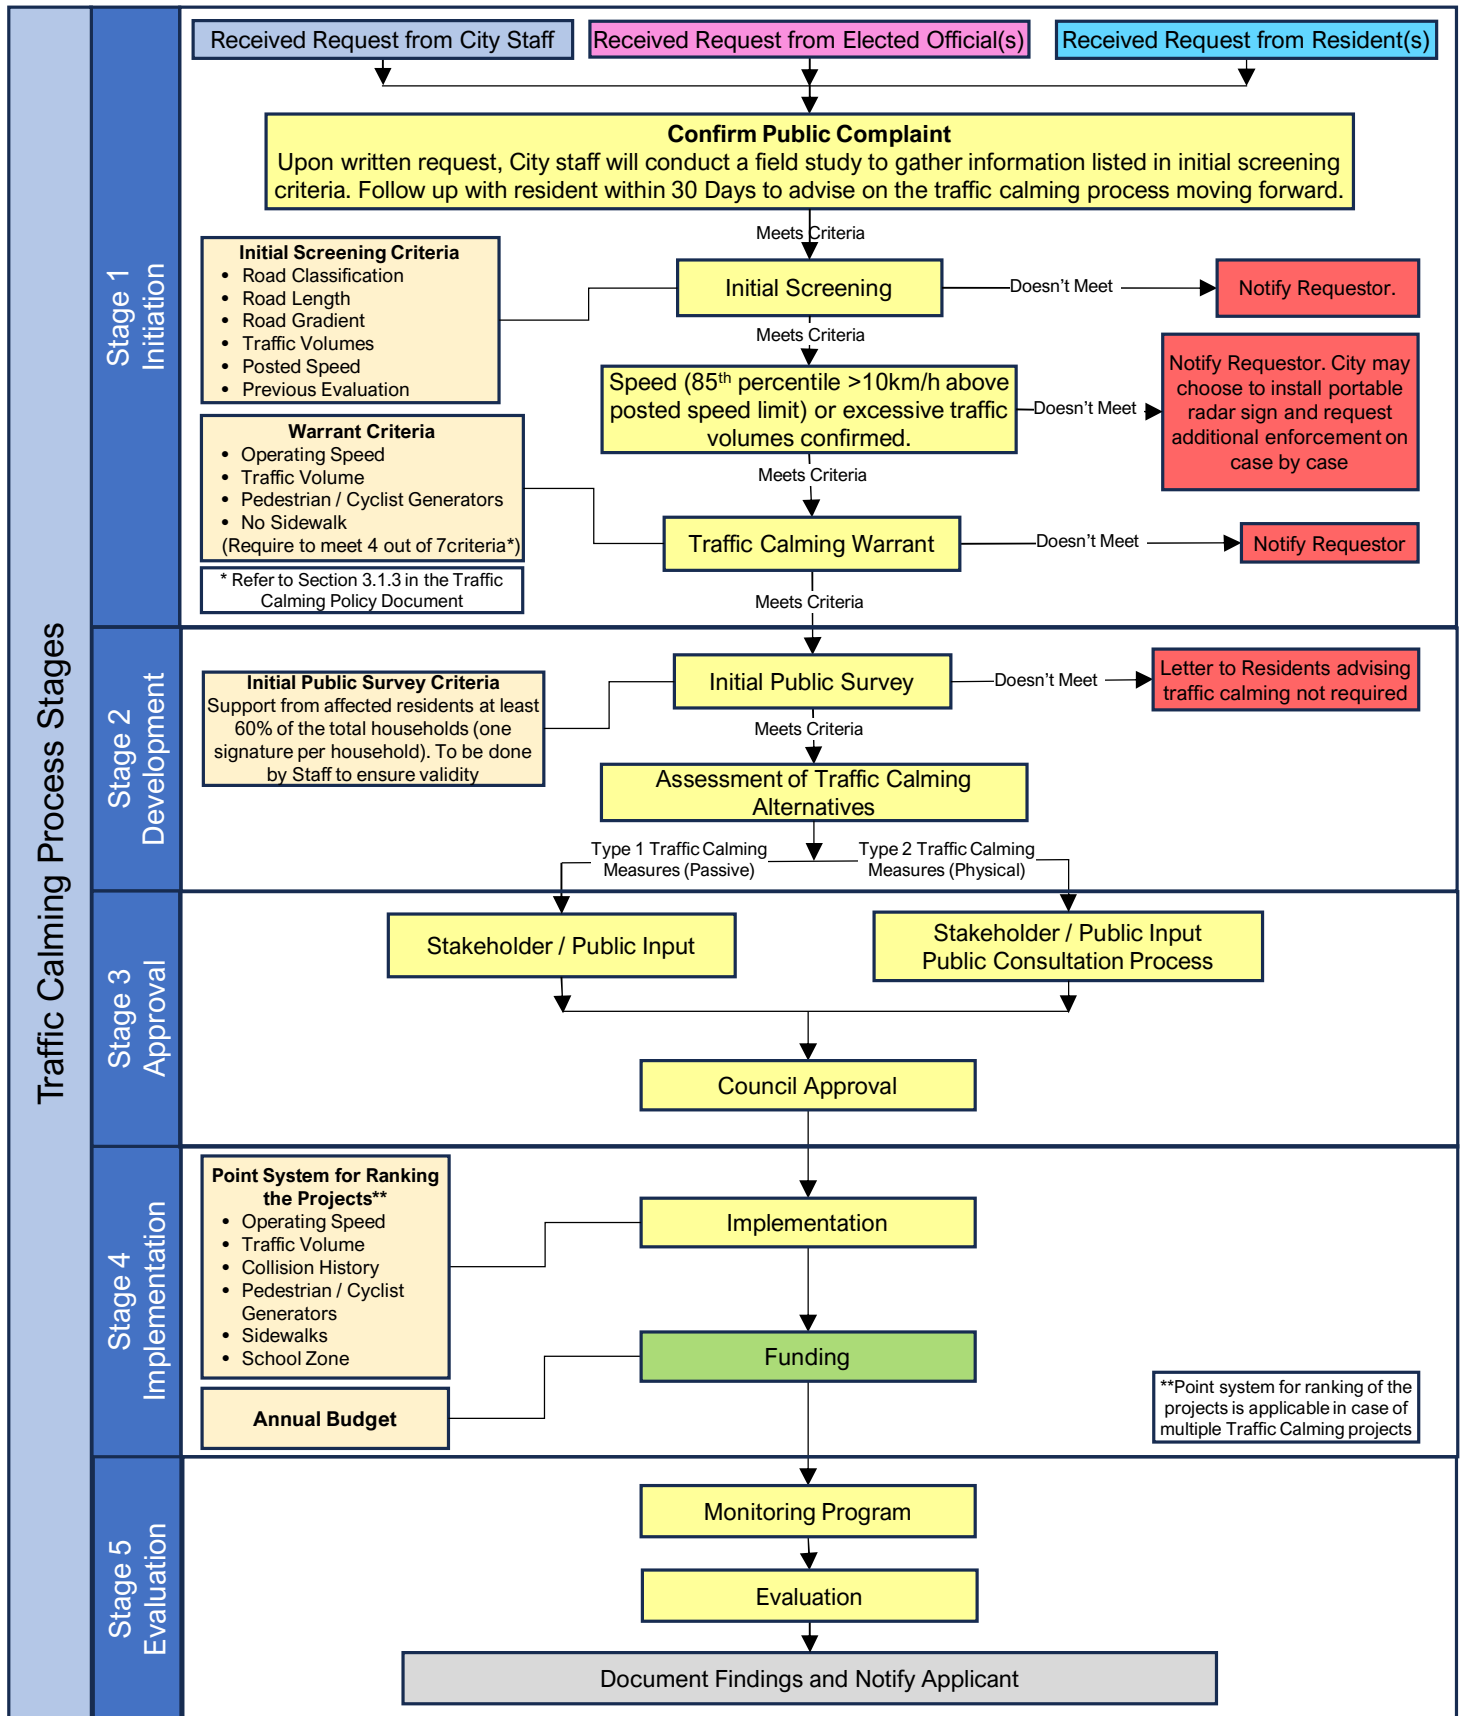 Traffic Calming Process Stages
Stage 1
Initiation
Received Request from City Staff
Received Request from Elected Official(s)
Received Request from Resident(s)
Confirm Public Complaint
Upon written request, City staff will conduct a field study to gather information listed in initial screening
criteria. Follow up with resident within 30 Days to advise on the traffic calming process moving forward.
Meets Criteria
Initial Screening Criteria
• Road Classification
• Road Length
• Road Gradient
• Traffic Volumes
• Posted Speed
• Previous Evaluation
Initial Screening
Doesn't Meet
Notify Requestor.
Meets Criteria
Speed (85th percentile >10km/h above
posted speed limit) or excessive traffic
volumes confirmed.
Doesn't Meet
Notify Requestor. City may
choose to install portable
radar sign and request
additional enforcement on
case by case
Meets Criteria
Warrant Criteria
• Operating Speed
• Traffic Volume
• Pedestrian / Cyclist Generators
• No Sidewalk
(Require to meet 4 out of 7criteria*)
* Refer to Section 3.1.3 in the Traffic
Calming Policy Document
Traffic Calming Warrant
Doesn't Meet
Notify Requestor
Meets Criteria
Stage 2
Development
Initial Public Survey Criteria
Support from affected residents at least
60% of the total households (one
signature per household). To be done
by Staff to ensure validity
Initial Public Survey
Doesn't Meet
Letter to Residents advising
traffic calming not required
Meets Criteria
Assessment of Traffic Calming
Alternatives
Type 1 Traffic Calming
Measures (Passive)
Type 2 Traffic Calming
Measures (Physical)
Stage 3
Approval
Stakeholder / Public Input
Stakeholder / Public Input
Public Consultation Process
Council Approval
Stage 4
Implementation
Point System for Ranking
the Projects**
• Operating Speed
• Traffic Volume
• Collision History
• Pedestrian / Cyclist
Generators
• Sidewalks
• School Zone
Implementation
Funding
Annual Budget
**Point system for ranking of the
projects is applicable in case of
multiple Traffic Calming projects
Stage 5
Evaluation
Monitoring Program
Evaluation
Document Findings and Notify Applicant